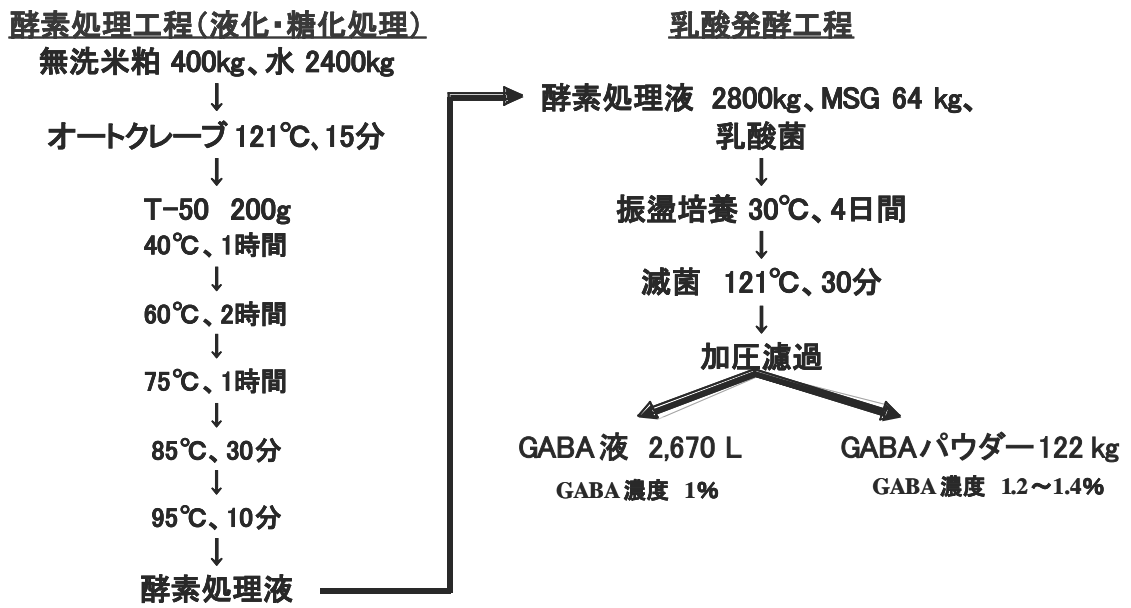 酵素処理工程(液化・糖化処理)
無洗米粕 400kg、水 2400kg
↓
オートクレーブ 121℃、15分
↓
T-50 200g
40℃、1時間
↓
60℃、2時間
↓
75℃、1時間
↓
85℃、30分
↓
95℃、10分
↓
酵素処理液
乳酸発酵工程
酵素処理液 2800kg、MSG 64 kg、
乳酸菌
↓
振盪培養 30℃、4日間
↓
滅菌 121℃、30分
↓
加圧濾過
GABA液 2,670 L
GABA濃度 1%
GABAパウダー122 kg
GABA濃度 1.2~1.4%